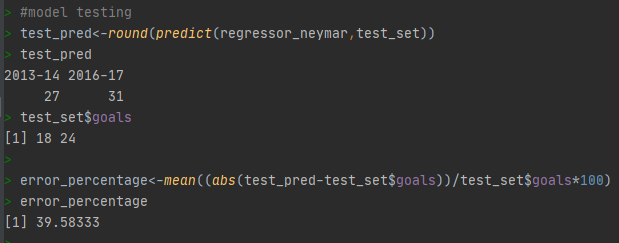 > #model testing
> test_pred<-round(predict(regressor_neymar,test_set))
> test_pred
2013-14 2016-17
     27      31
> test_set$goals
[1] 18 24
>
> error_percentage<-mean((abs(test_pred-test_set$goals))/test_set$goals*100)
> error_percentage
[1] 39.58333